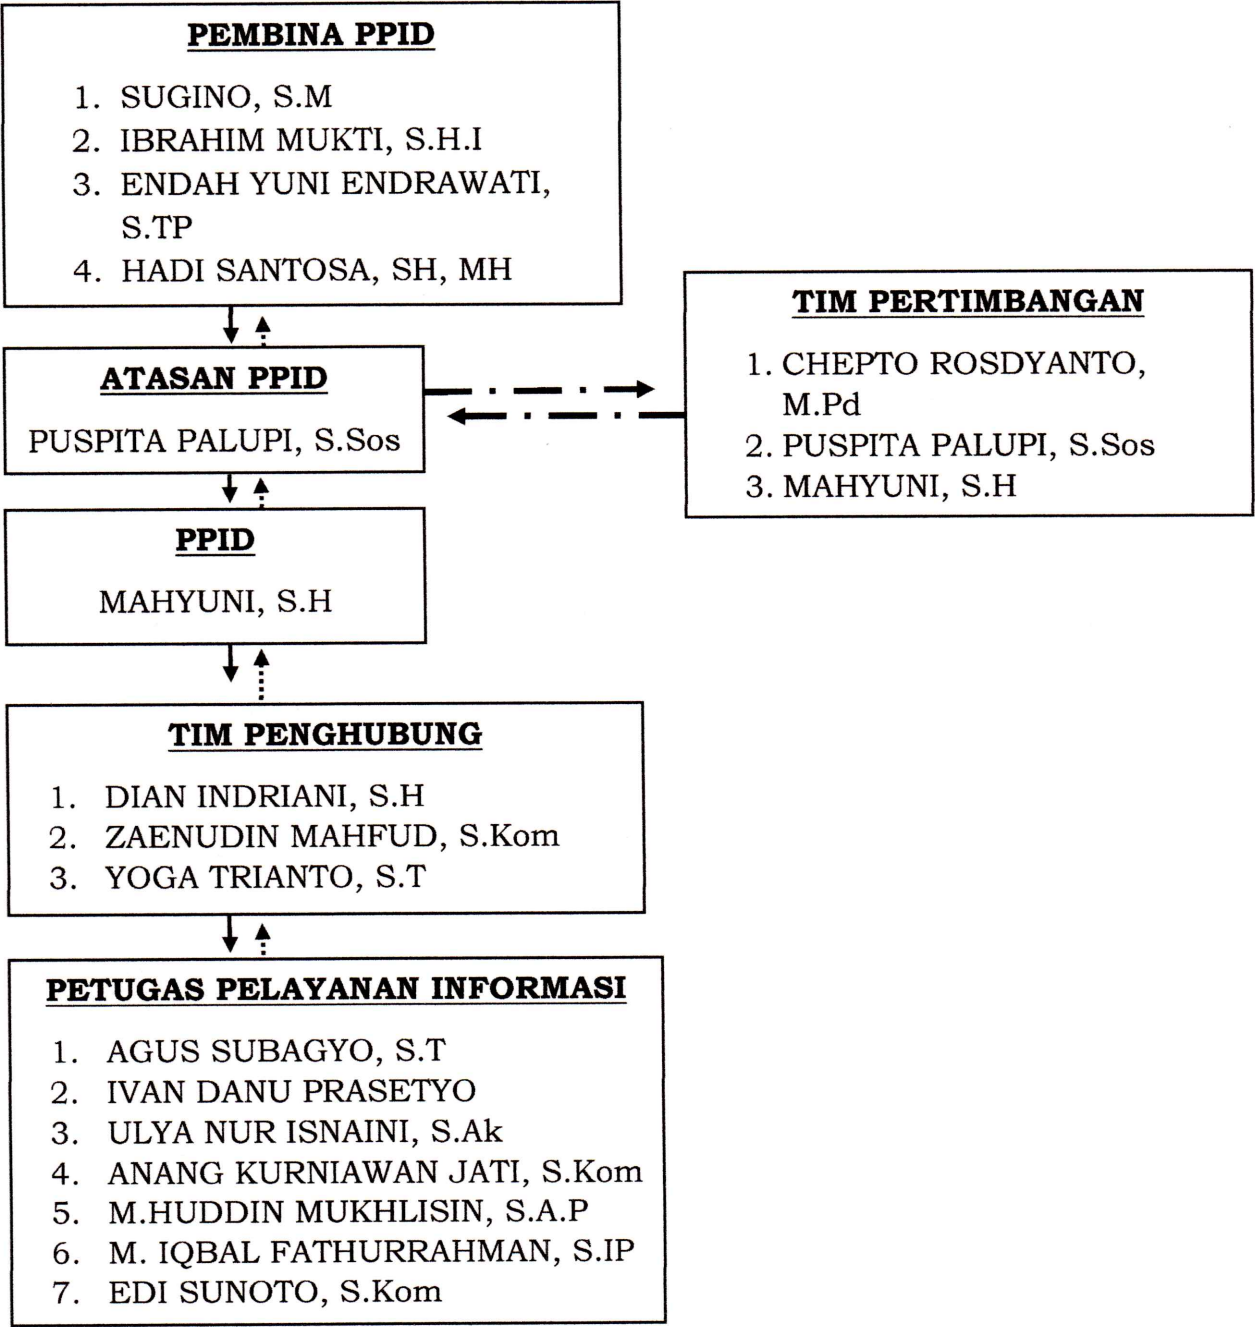 PEMBINA PPID
1. SUGINO, S.M
2. IBRAHIM MUKTI, S.H.I
3. ENDAH YUNI ENDRAWATI,
S.TP
4. HADI SANTOSA, SH, MH
TIM PERTIMBANGAN
1. CHEPTO ROSDYANTO,
M.Pd
2. PUSPITA PALUPI, S.Sos
3. MAHYUNI, S.H
ATASAN PPID
PUSPITA PALUPI, S.Sos
PPID
MAHYUNI, S.H
TIM PENGHUBUNG
1. DIAN INDRIANI, S.H
2. ZAENUDIN MAHFUD, S.Kom
3. YOGA TRIANTO, S.T
PETUGAS PELAYANAN INFORMASI
1. AGUS SUBAGYO, S.T
2. IVAN DANU PRASETYO
3. ULYA NUR ISNAINI, S.Ak
4. ANANG KURNIAWAN JATI, S.Kom
5. M.HUDDIN MUKHLISIN, S.A.P
6. M. IQBAL FATHURRAHMAN, S.IP
7. EDI SUNOTO, S.Kom